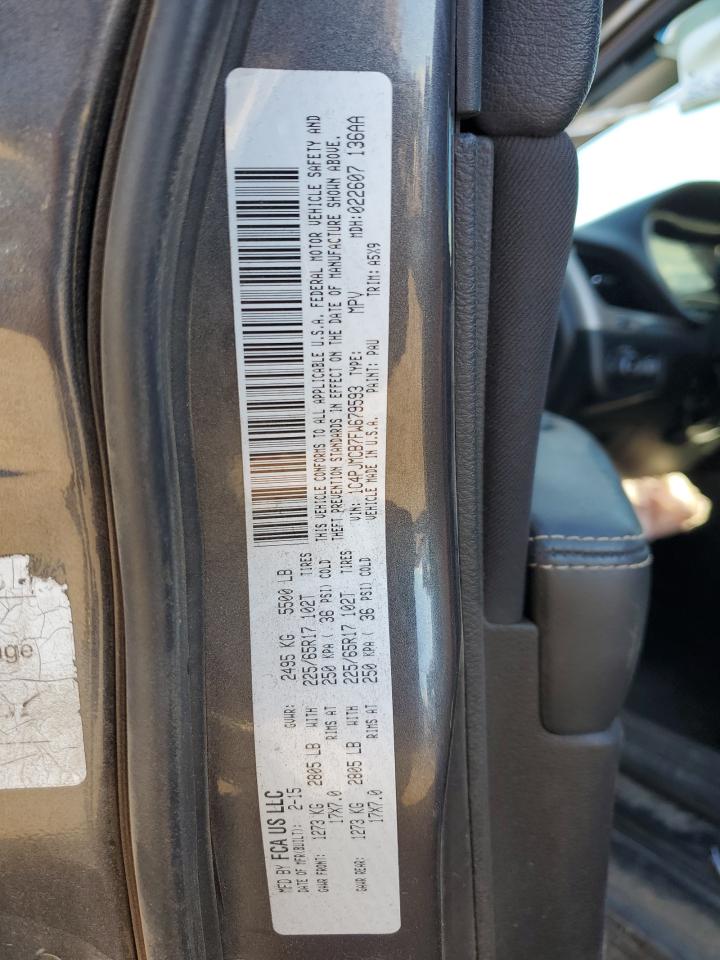 MFD BY FCA US LLC
DATE OF MFR(BUILT): 2-15 GVWR: 2495 KG 5500 LB
GAWR FRONT: 1273 KG 2805 LB WITH 225/65R17 102T TIRES
17X7.0 RIMS AT 250 KPA ( 36 PSI) COLD
GAWR REAR: 1273 KG 2805 LB WITH 225/65R17 102T TIRES
17X7.0 RIMS AT 250 KPA ( 36 PSI) COLD
THIS VEHICLE CONFORMS TO ALL APPLICABLE U.S.A. FEDERAL MOTOR VEHICLE SAFETY AND
THEFT PREVENTION STANDARDS IN EFFECT ON THE DATE OF MANUFACTURE SHOWN ABOVE.
VIN: 1C4PJMCB7FW679593 TYPE: MPV MDH:022607 136AA
VEHICLE MADE IN U.S.A. PAINT: PAU TRIM: A5X9